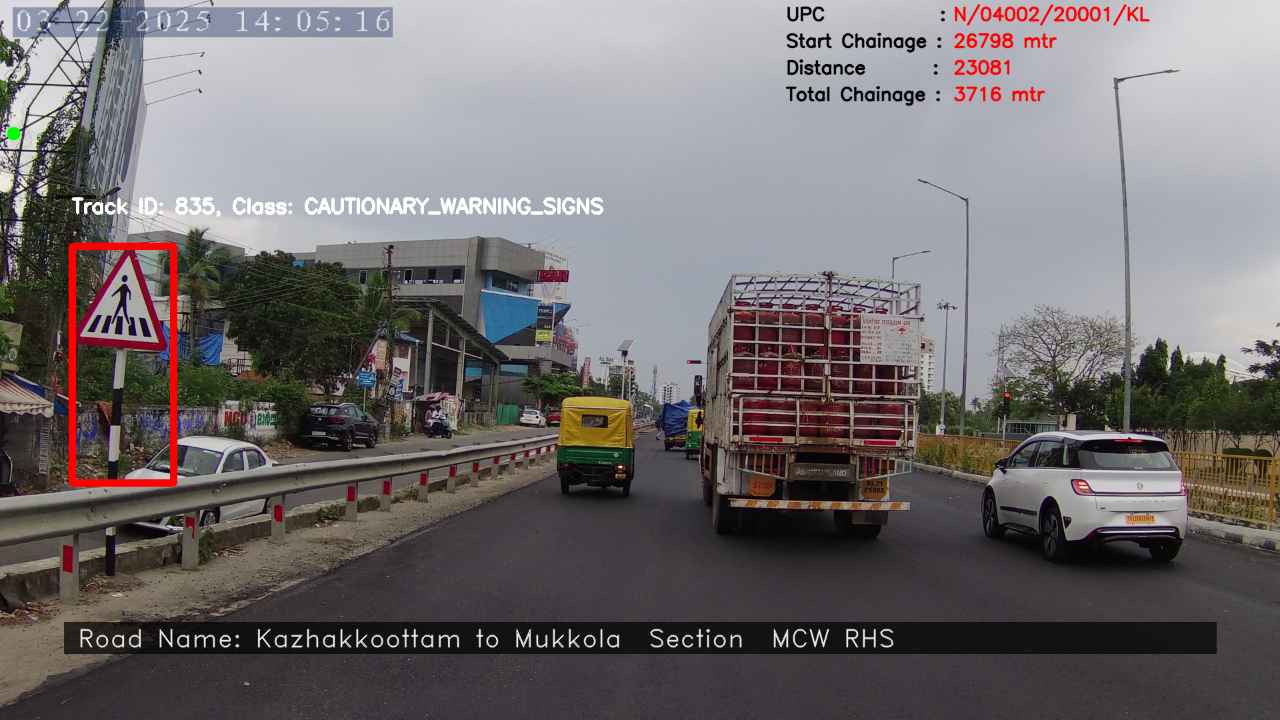 03-22-2025 14:05:16
UPC : N/04002/20001/KL
Start Chainage : 26798 mtr
Distance : 23081
Total Chainage : 3716 mtr
Track ID: 835, Class: CAUTIONARY_WARNING_SIGNS
Road Name: Kazhakkoottam to Mukkola Section MCW RHS